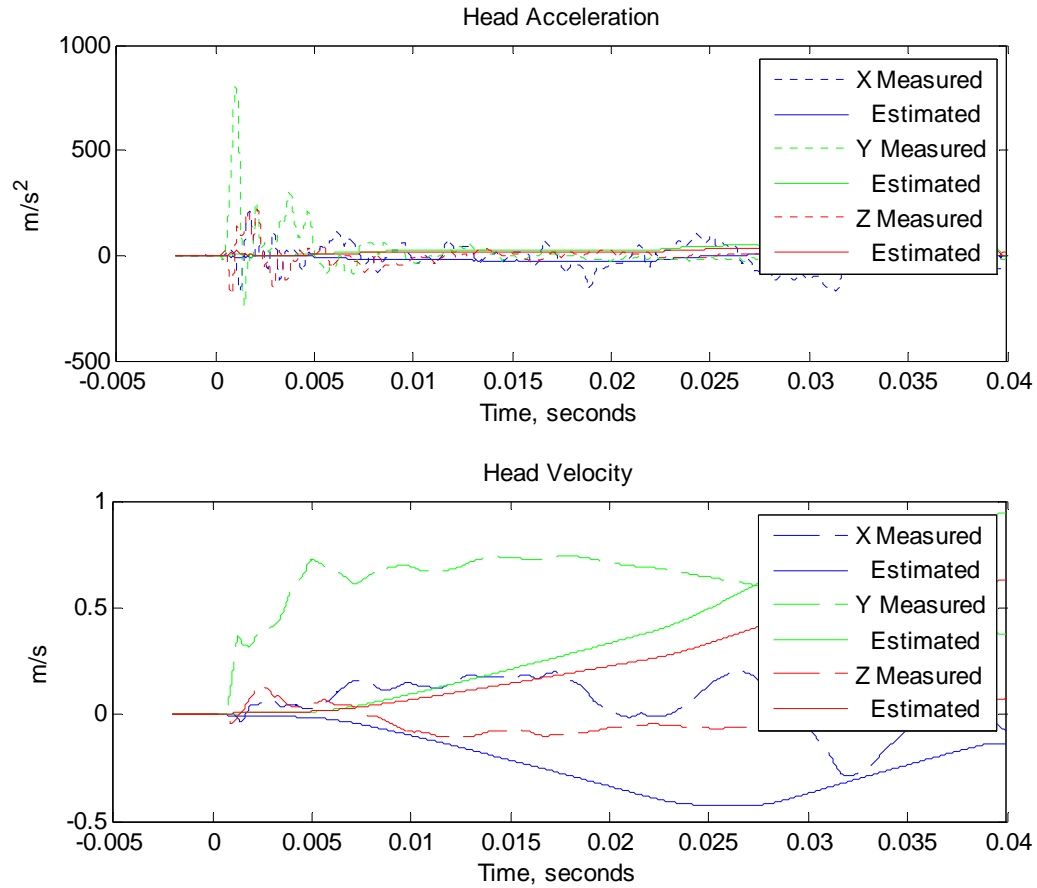 Head Acceleration
1000
500
0
-500
m/s²
-0.005 0 0.005 0.01 0.015 0.02 0.025 0.03 0.035 0.04
Time, seconds
X Measured
Estimated
Y Measured
Estimated
Z Measured
Estimated
Head Velocity
1
0.5
0
-0.5
m/s
-0.005 0 0.005 0.01 0.015 0.02 0.025 0.03 0.035 0.04
Time, seconds
X Measured
Estimated
Y Measured
Estimated
Z Measured
Estimated